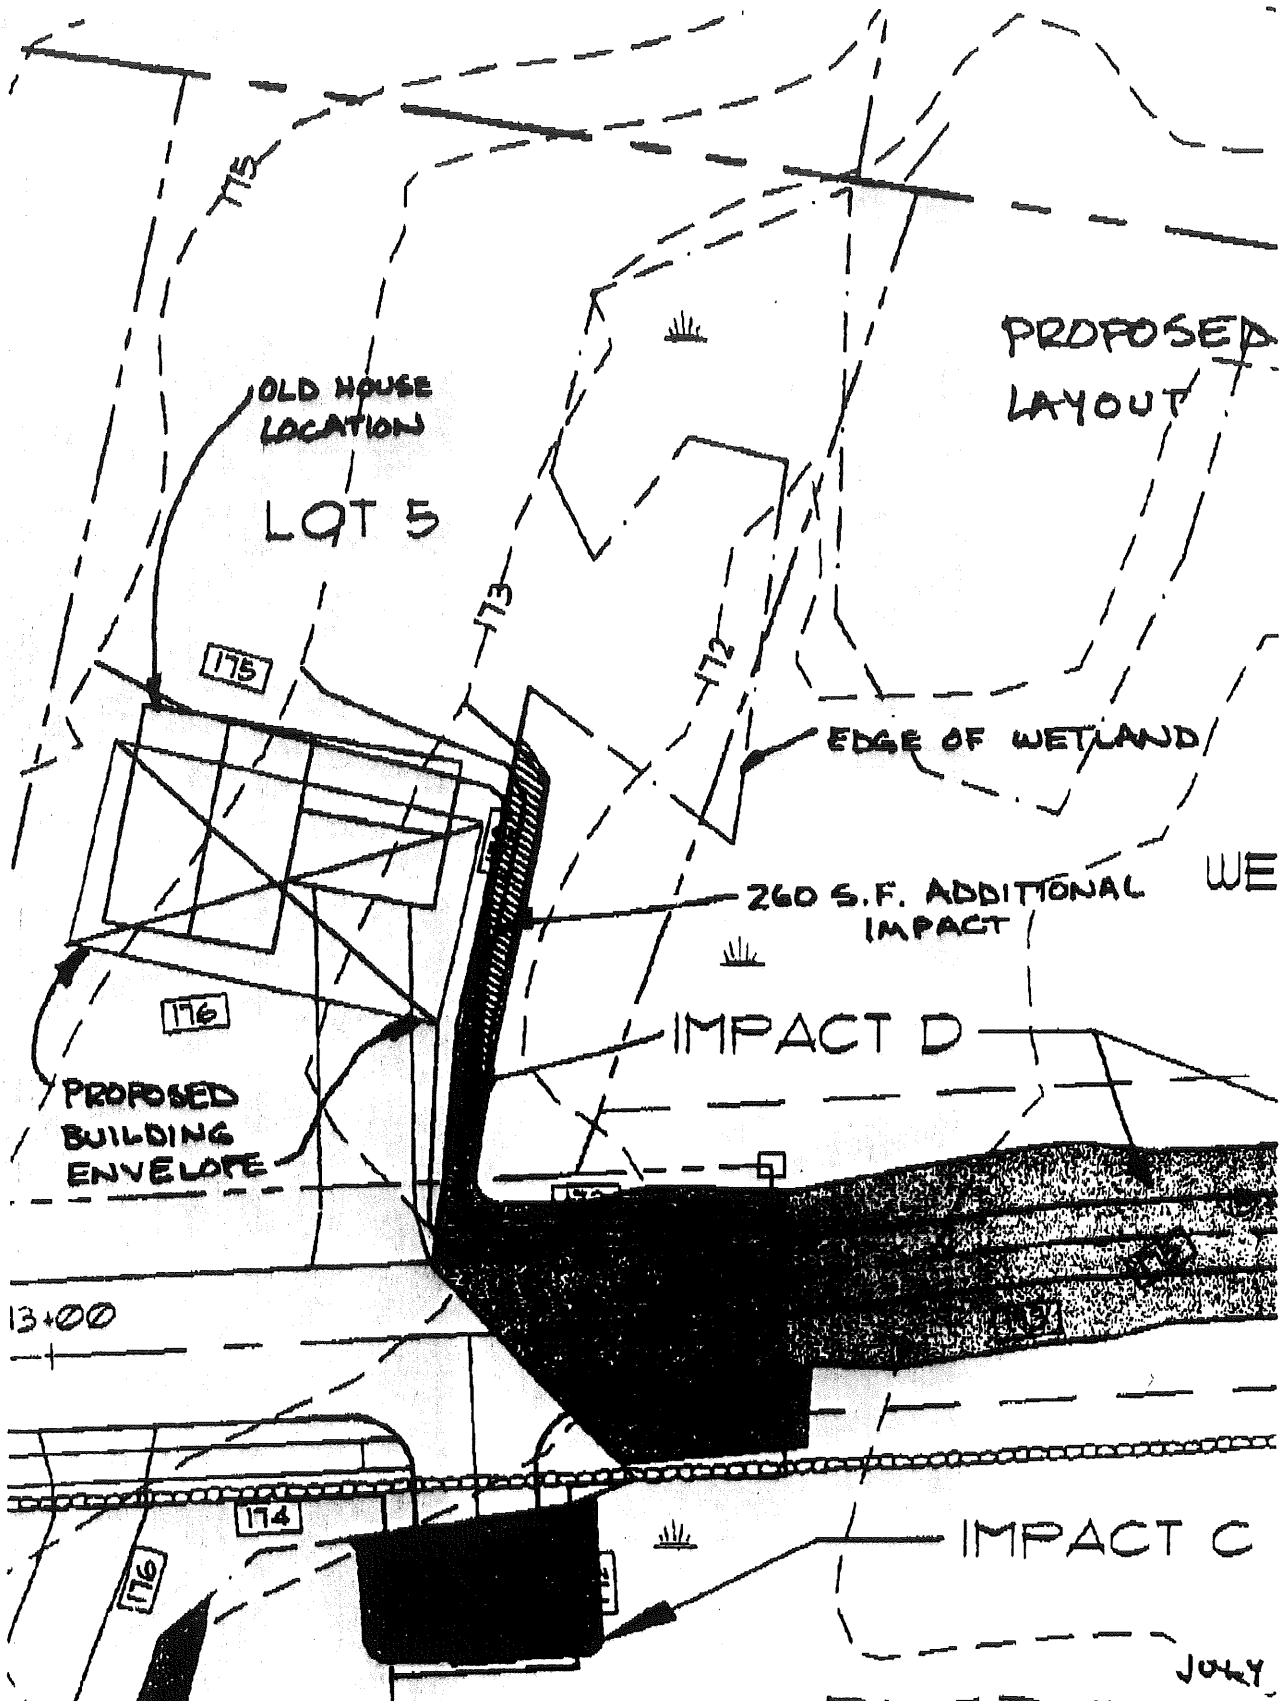 175
PROPOSED
LAYOUT
OLD HOUSE
LOCATION
LOT 5
173
175
172
EDGE OF WETLAND
260 S.F. ADDITIONAL
IMPACT
WE
176
IMPACT D
PROPOSED
BUILDING
ENVELOPE
13+00
174
176
IMPACT C
JULY